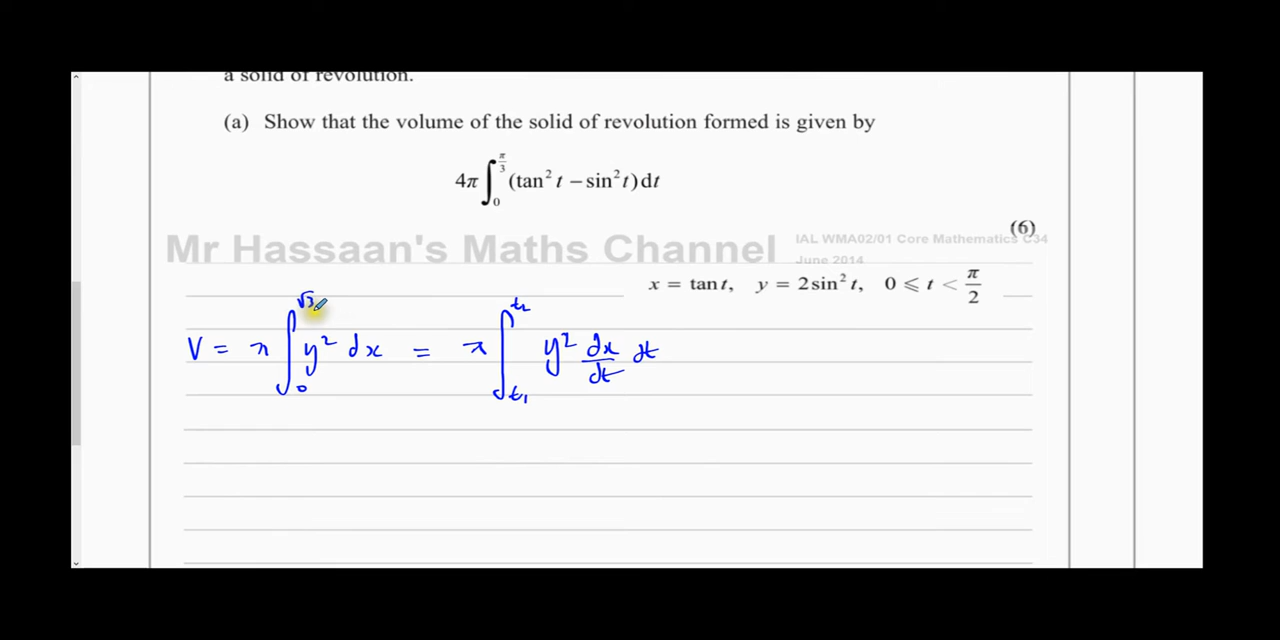 a solid of revolution.
(a) Show that the volume of the solid of revolution formed is given by
4π ∫₀^{π/3} (tan² t − sin² t) dt
(6)
Mr Hassaan's Maths Channel
IAL WMA02/01 Core Mathematics C34
June 2014
x = tan t, y = 2 sin² t, 0 ⩽ t < π/2
V = π ∫₀^{√3} y² dx = π ∫_{t₁}^{t₂} y² dx/dt dt